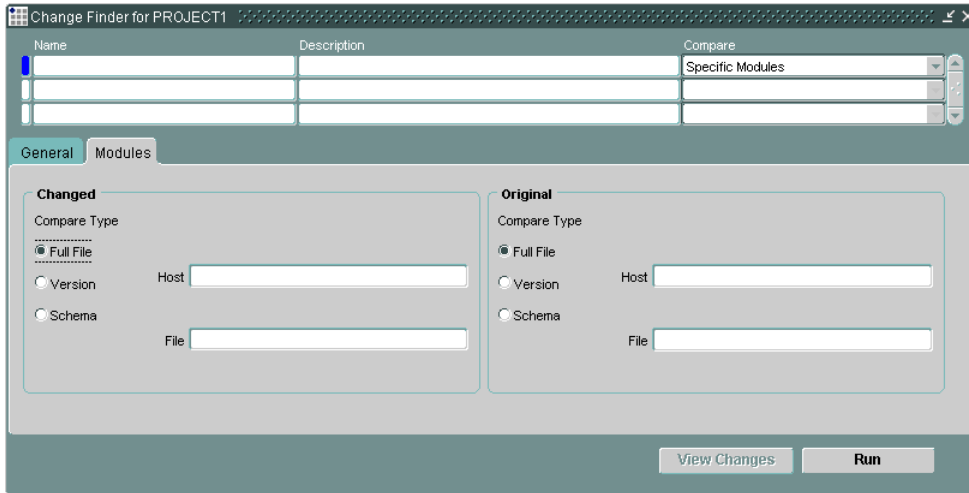 Change Finder for PROJECT1
Name Description Compare
Specific Modules
General Modules
Changed
Compare Type
Full File
Version
Schema
Host
File
Original
Compare Type
Full File
Version
Schema
Host
File
View Changes Run